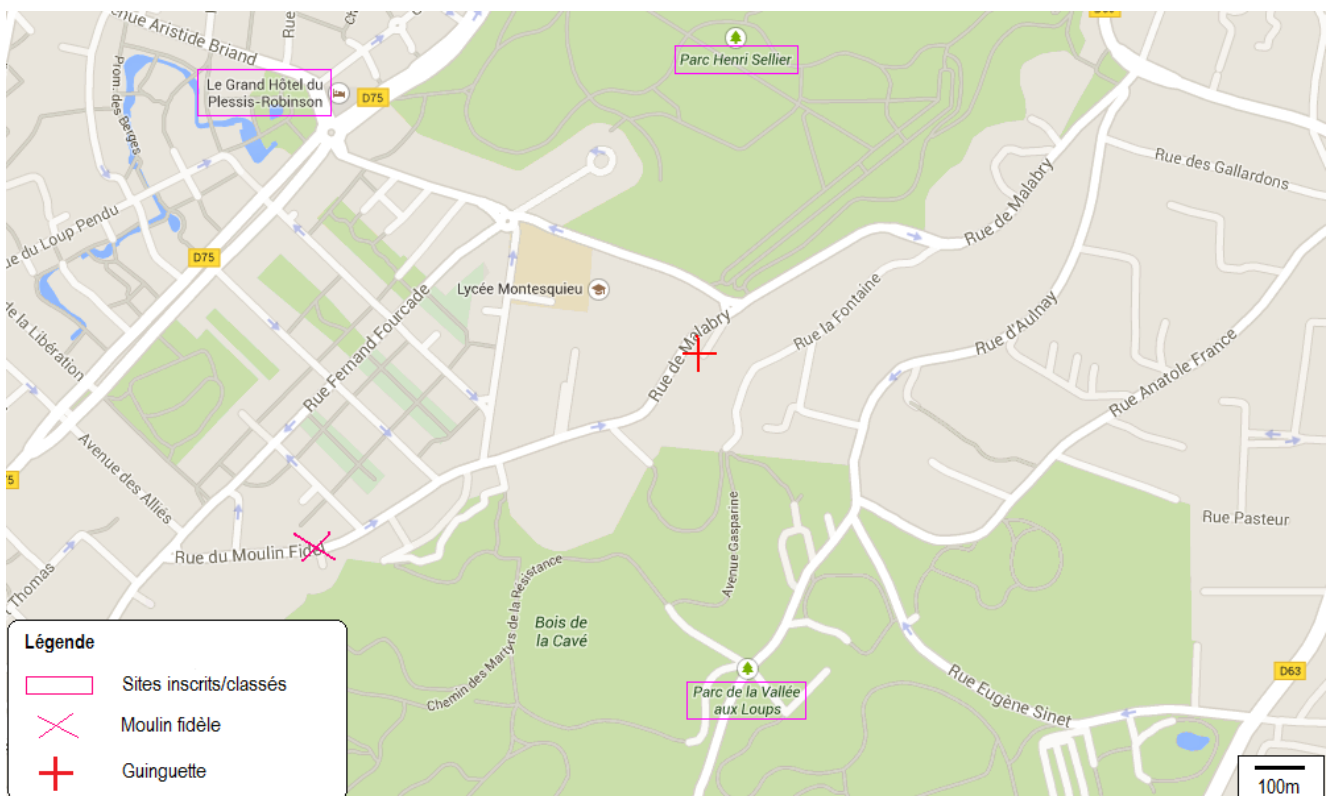 venue Aristide Briand
Rue
Parc Henri Sellier
Le Grand Hôtel du
Plessis-Robinson
D75
Prom. des Berges
Rue des Gallardons
Rue de Malabry
ue du Loup Pendu
D75
Lycée Montesquieu
de la Libération
Rue Fernand Fourcade
Rue de Malabry
Rue la Fontaine
Rue d'Aulnay
Rue Anatole France
Avenue des Alliés
75
Rue Pasteur
Avenue Gasparine
Rue du Moulin Fidè
t Thomas
Chemin des Martyrs de la Résistance
Bois de
la Cavé
Parc de la Vallée
aux Loups
Rue Eugène Sinet
D63
Légende
Sites inscrits/classés
Moulin fidèle
Guinguette
100m